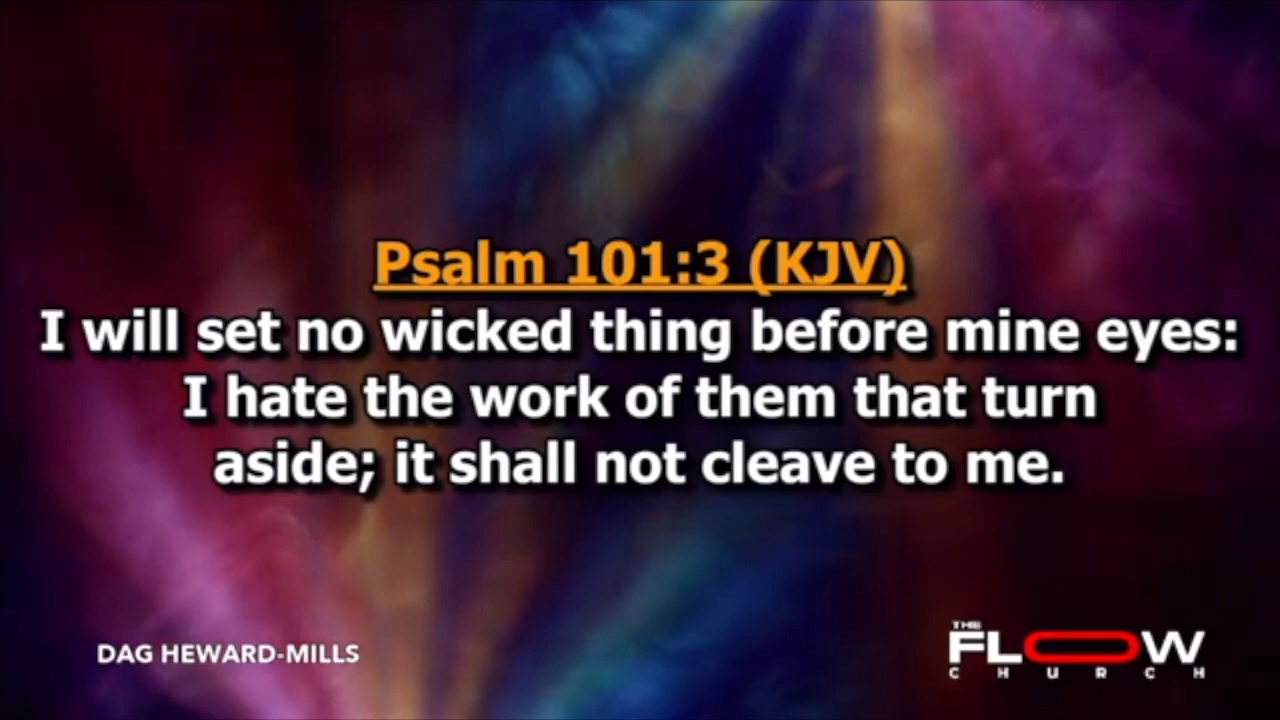 Psalm 101:3 (KJV)
I will set no wicked thing before mine eyes:
I hate the work of them that turn
aside; it shall not cleave to me.
DAG HEWARD-MILLS
THE
FLOW
CHURCH